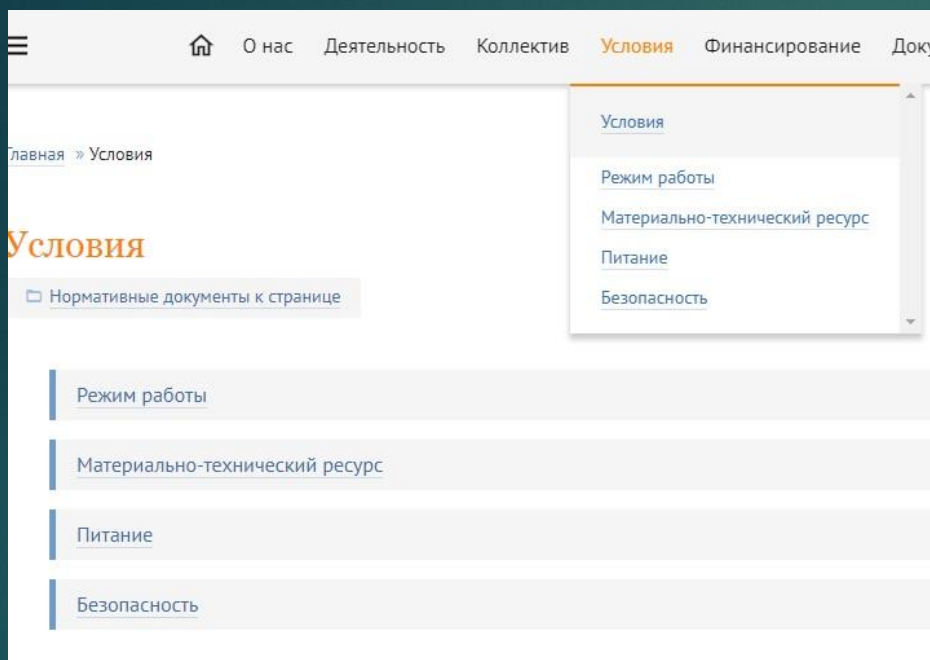 О нас Деятельность Коллектив Условия Финансирование Доку
Условия
Режим работы
Материально-технический ресурс
Питание
Безопасность
Главная » Условия
Условия
Нормативные документы к странице
Режим работы
Материально-технический ресурс
Питание
Безопасность